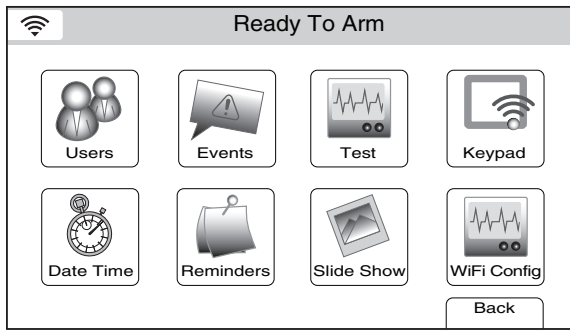 Ready To Arm
Users
Events
Test
Keypad
Date Time
Reminders
Slide Show
WiFi Config
Back